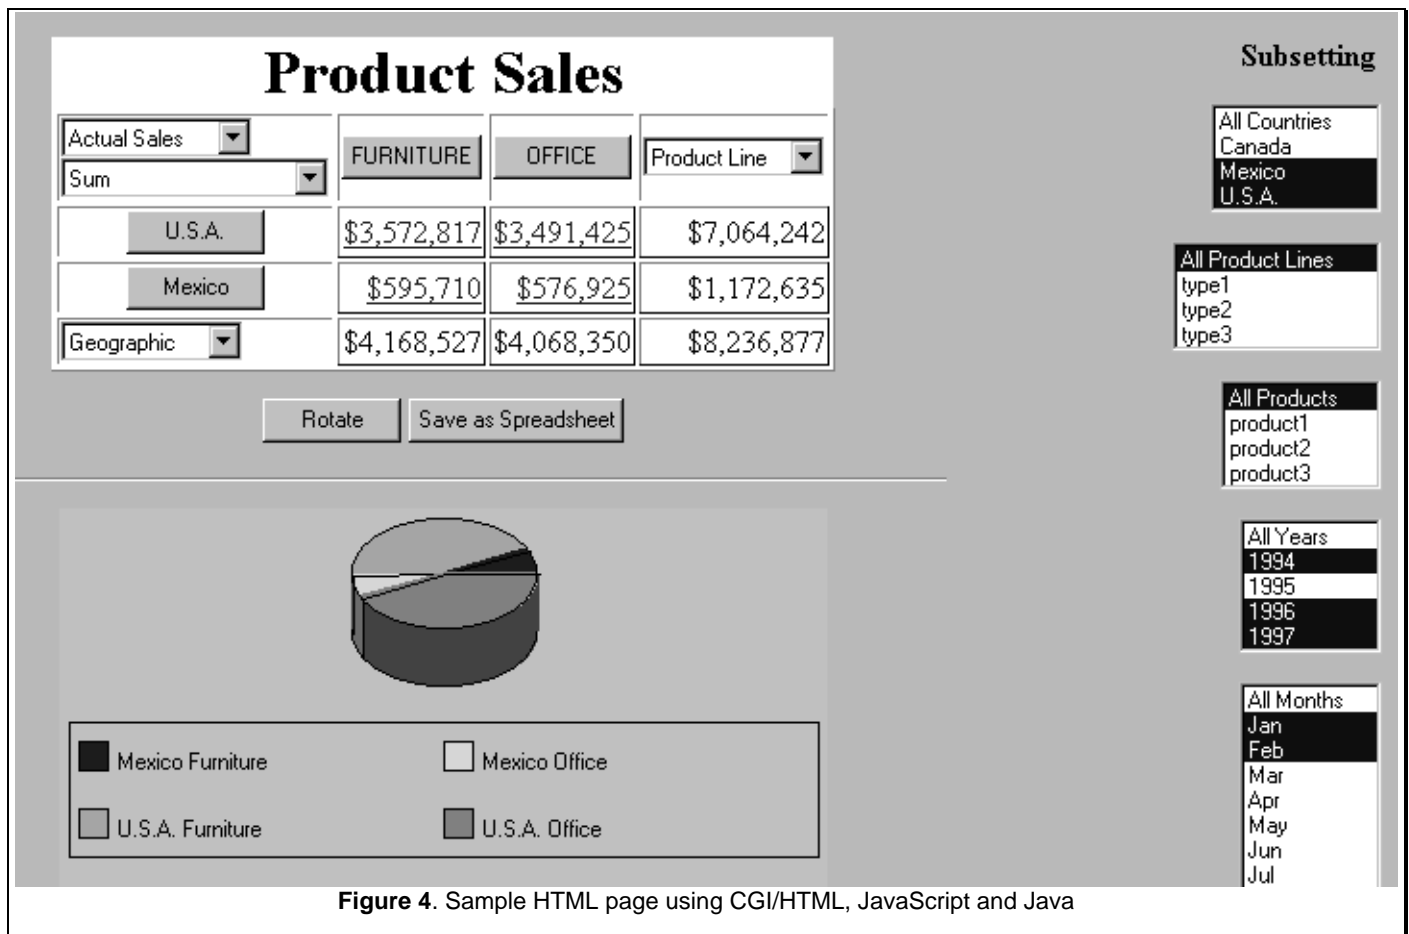 Product Sales
Actual Sales
Sum
FURNITURE OFFICE Product Line
U.S.A. $3,572,817 $3,491,425 $7,064,242
Mexico $595,710 $576,925 $1,172,635
Geographic $4,168,527 $4,068,350 $8,236,877
Rotate Save as Spreadsheet
Mexico Furniture Mexico Office
U.S.A. Furniture U.S.A. Office
Subsetting
All Countries
Canada
Mexico
U.S.A.
All Product Lines
type1
type2
type3
All Products
product1
product2
product3
All Years
1994
1995
1996
1997
All Months
Jan
Feb
Mar
Apr
May
Jun
Jul
Figure 4. Sample HTML page using CGI/HTML, JavaScript and Java